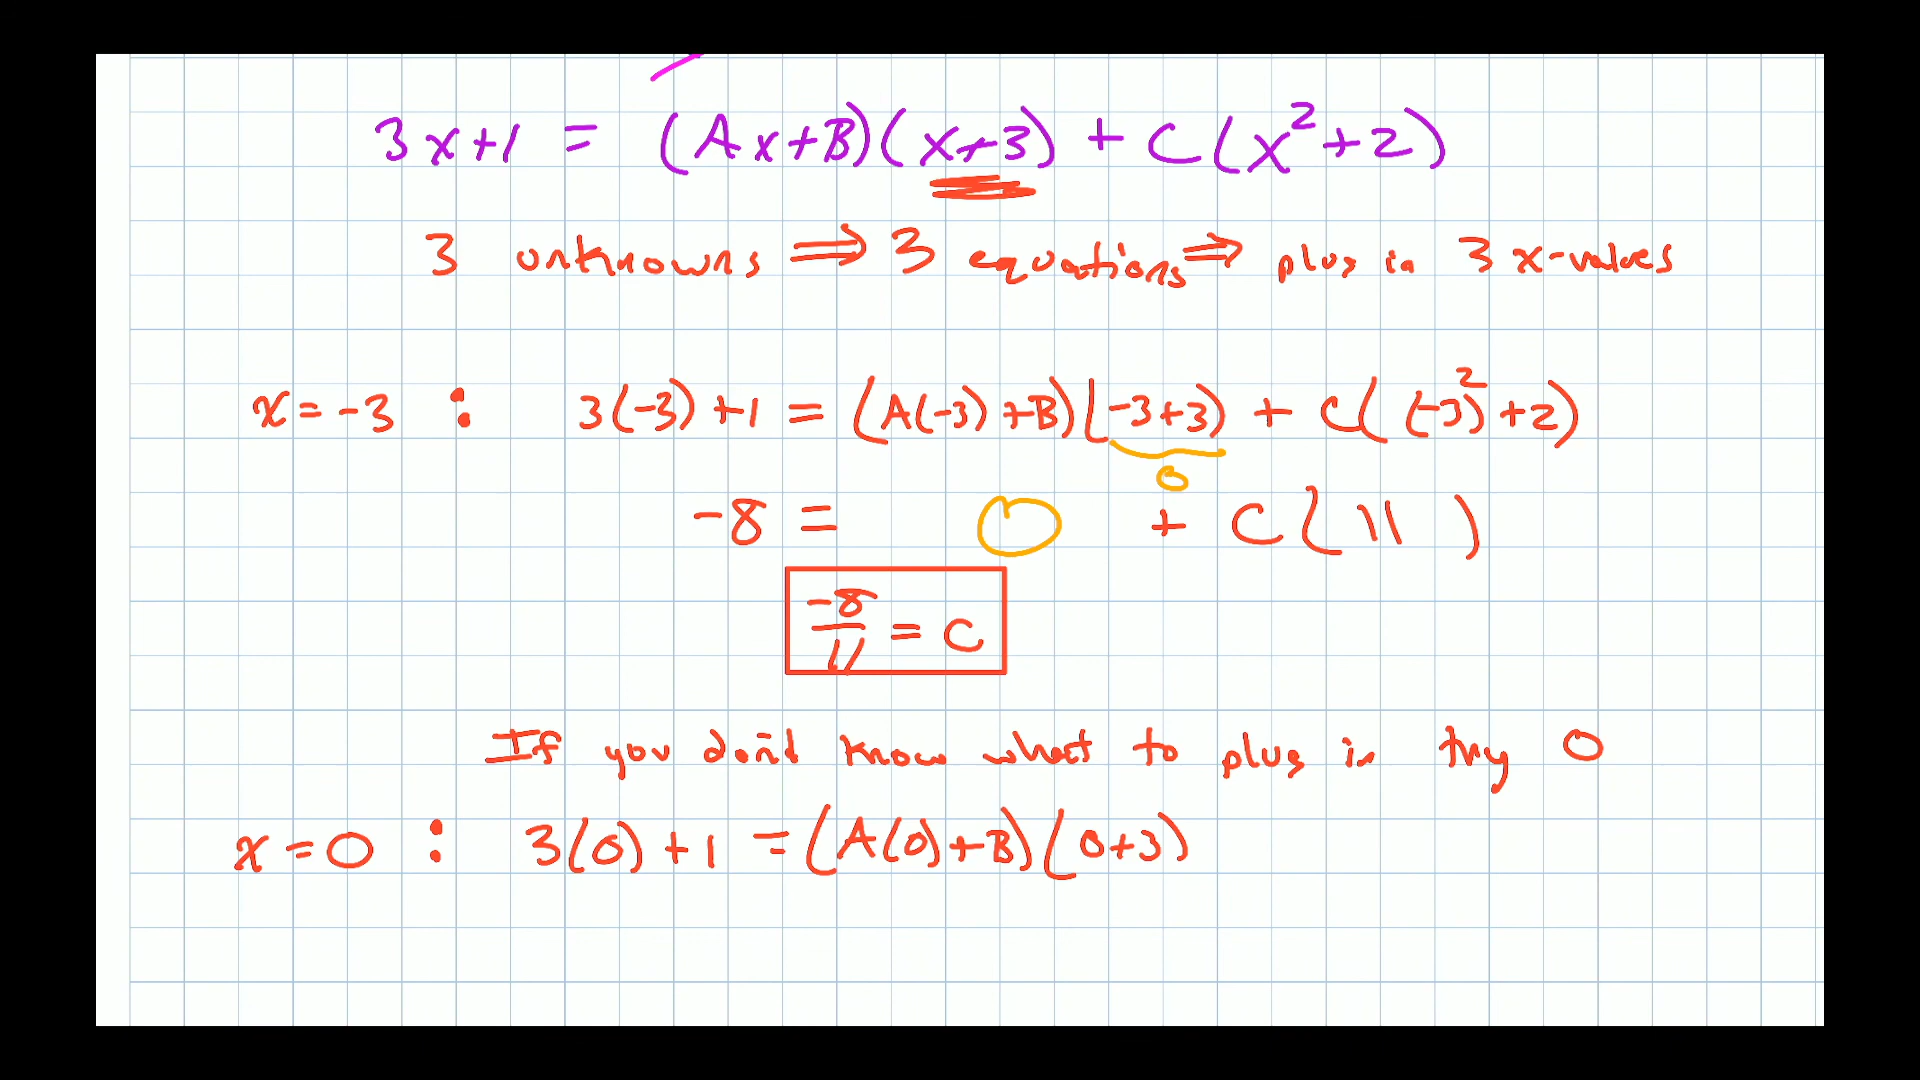 3x+1 = (Ax+B)(x+3) + C(x²+2)
3 unknowns ⟹ 3 equations ⟹ plug in 3 x-values
x = -3 : 3(-3)+1 = (A(-3)+B)(-3+3) + C((-3)²+2)
0
-8 = 0 + C(11)
-8/11 = C
If you don't know what to plug in try 0
x = 0 : 3(0)+1 = (A(0)+B)(0+3)